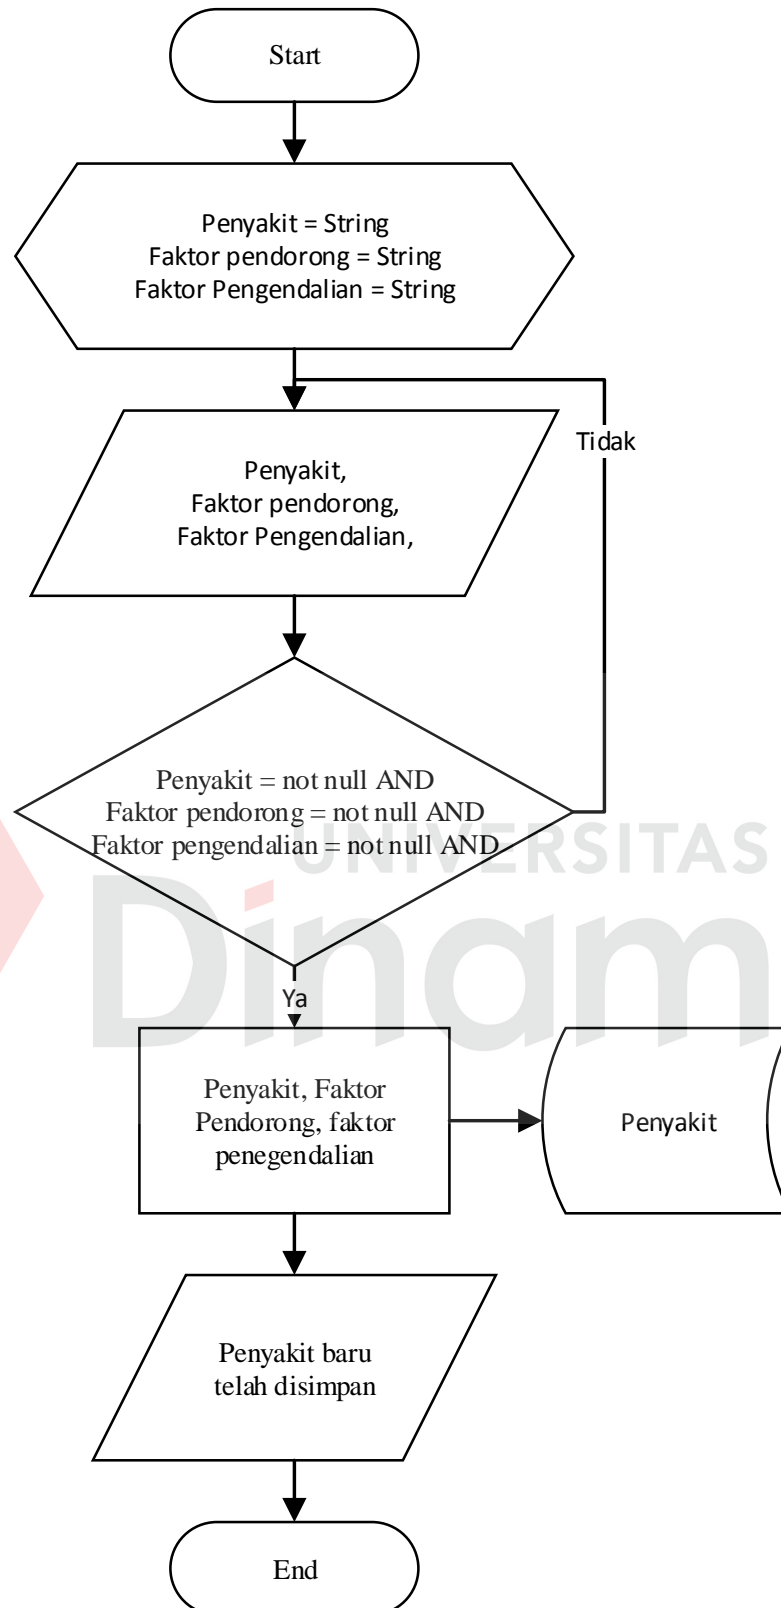 Start
Penyakit = String
Faktor pendorong = String
Faktor Pengendalian = String
Tidak
Penyakit,
Faktor pendorong,
Faktor Pengendalian,
Penyakit = not null AND
Faktor pendorong = not null AND
Faktor pengendalian = not null AND
UNIVERSITAS
Dinam
Ya
Penyakit, Faktor
Pendorong, faktor
penegendalian
Penyakit
Penyakit baru
telah disimpan
End